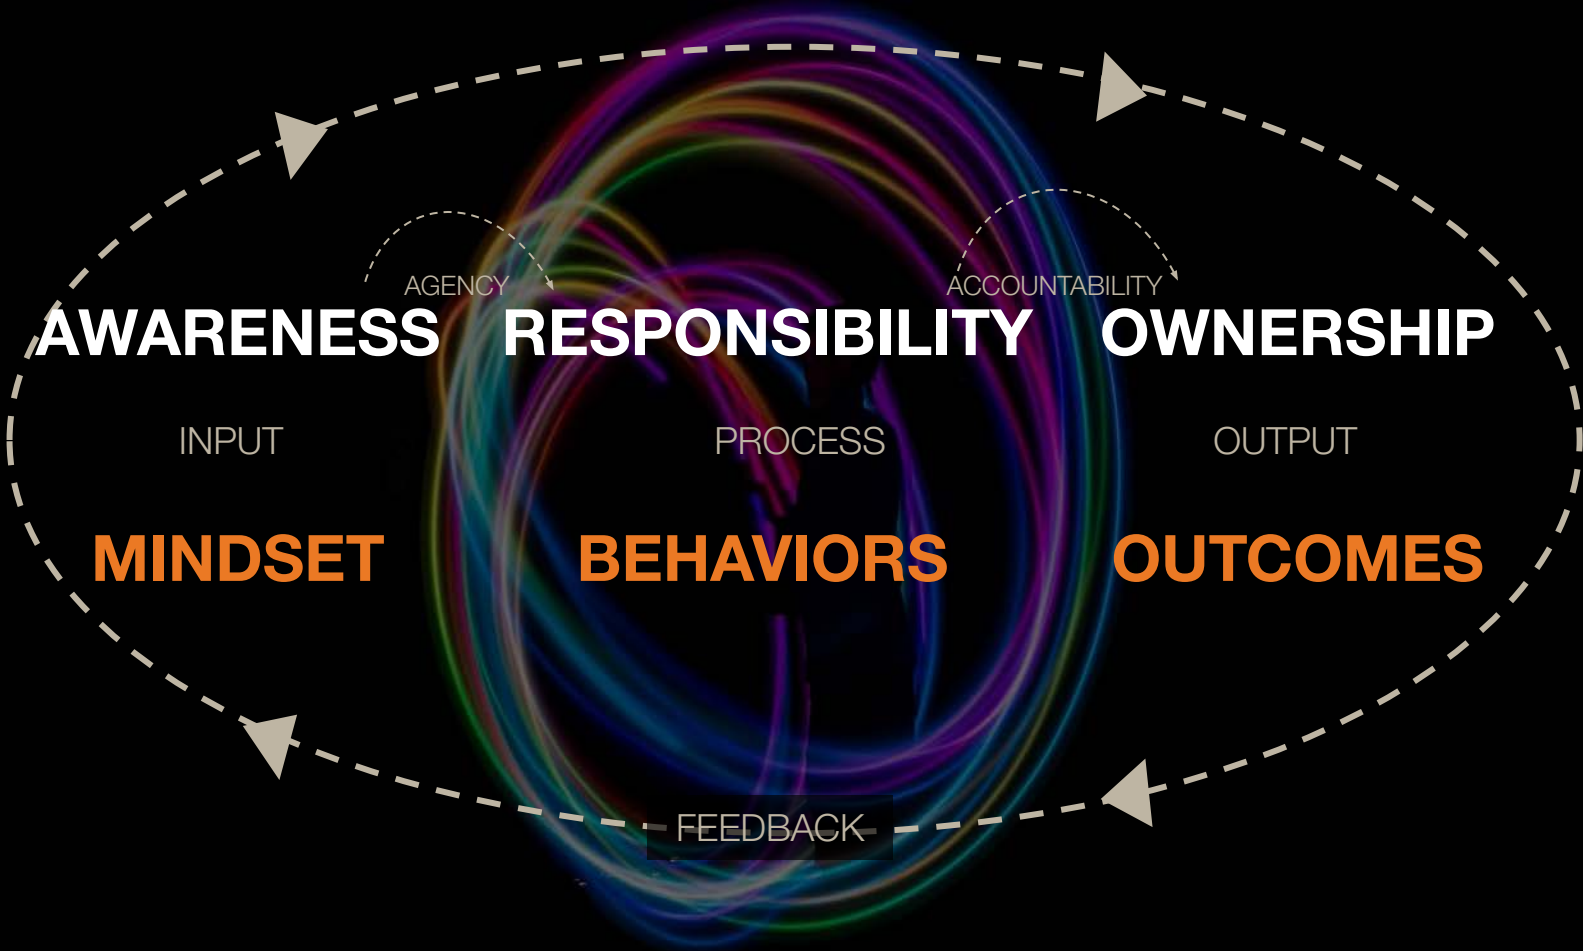 AGENCY
ACCOUNTABILITY
AWARENESS RESPONSIBILITY OWNERSHIP
INPUT PROCESS OUTPUT
MINDSET BEHAVIORS OUTCOMES
FEEDBACK